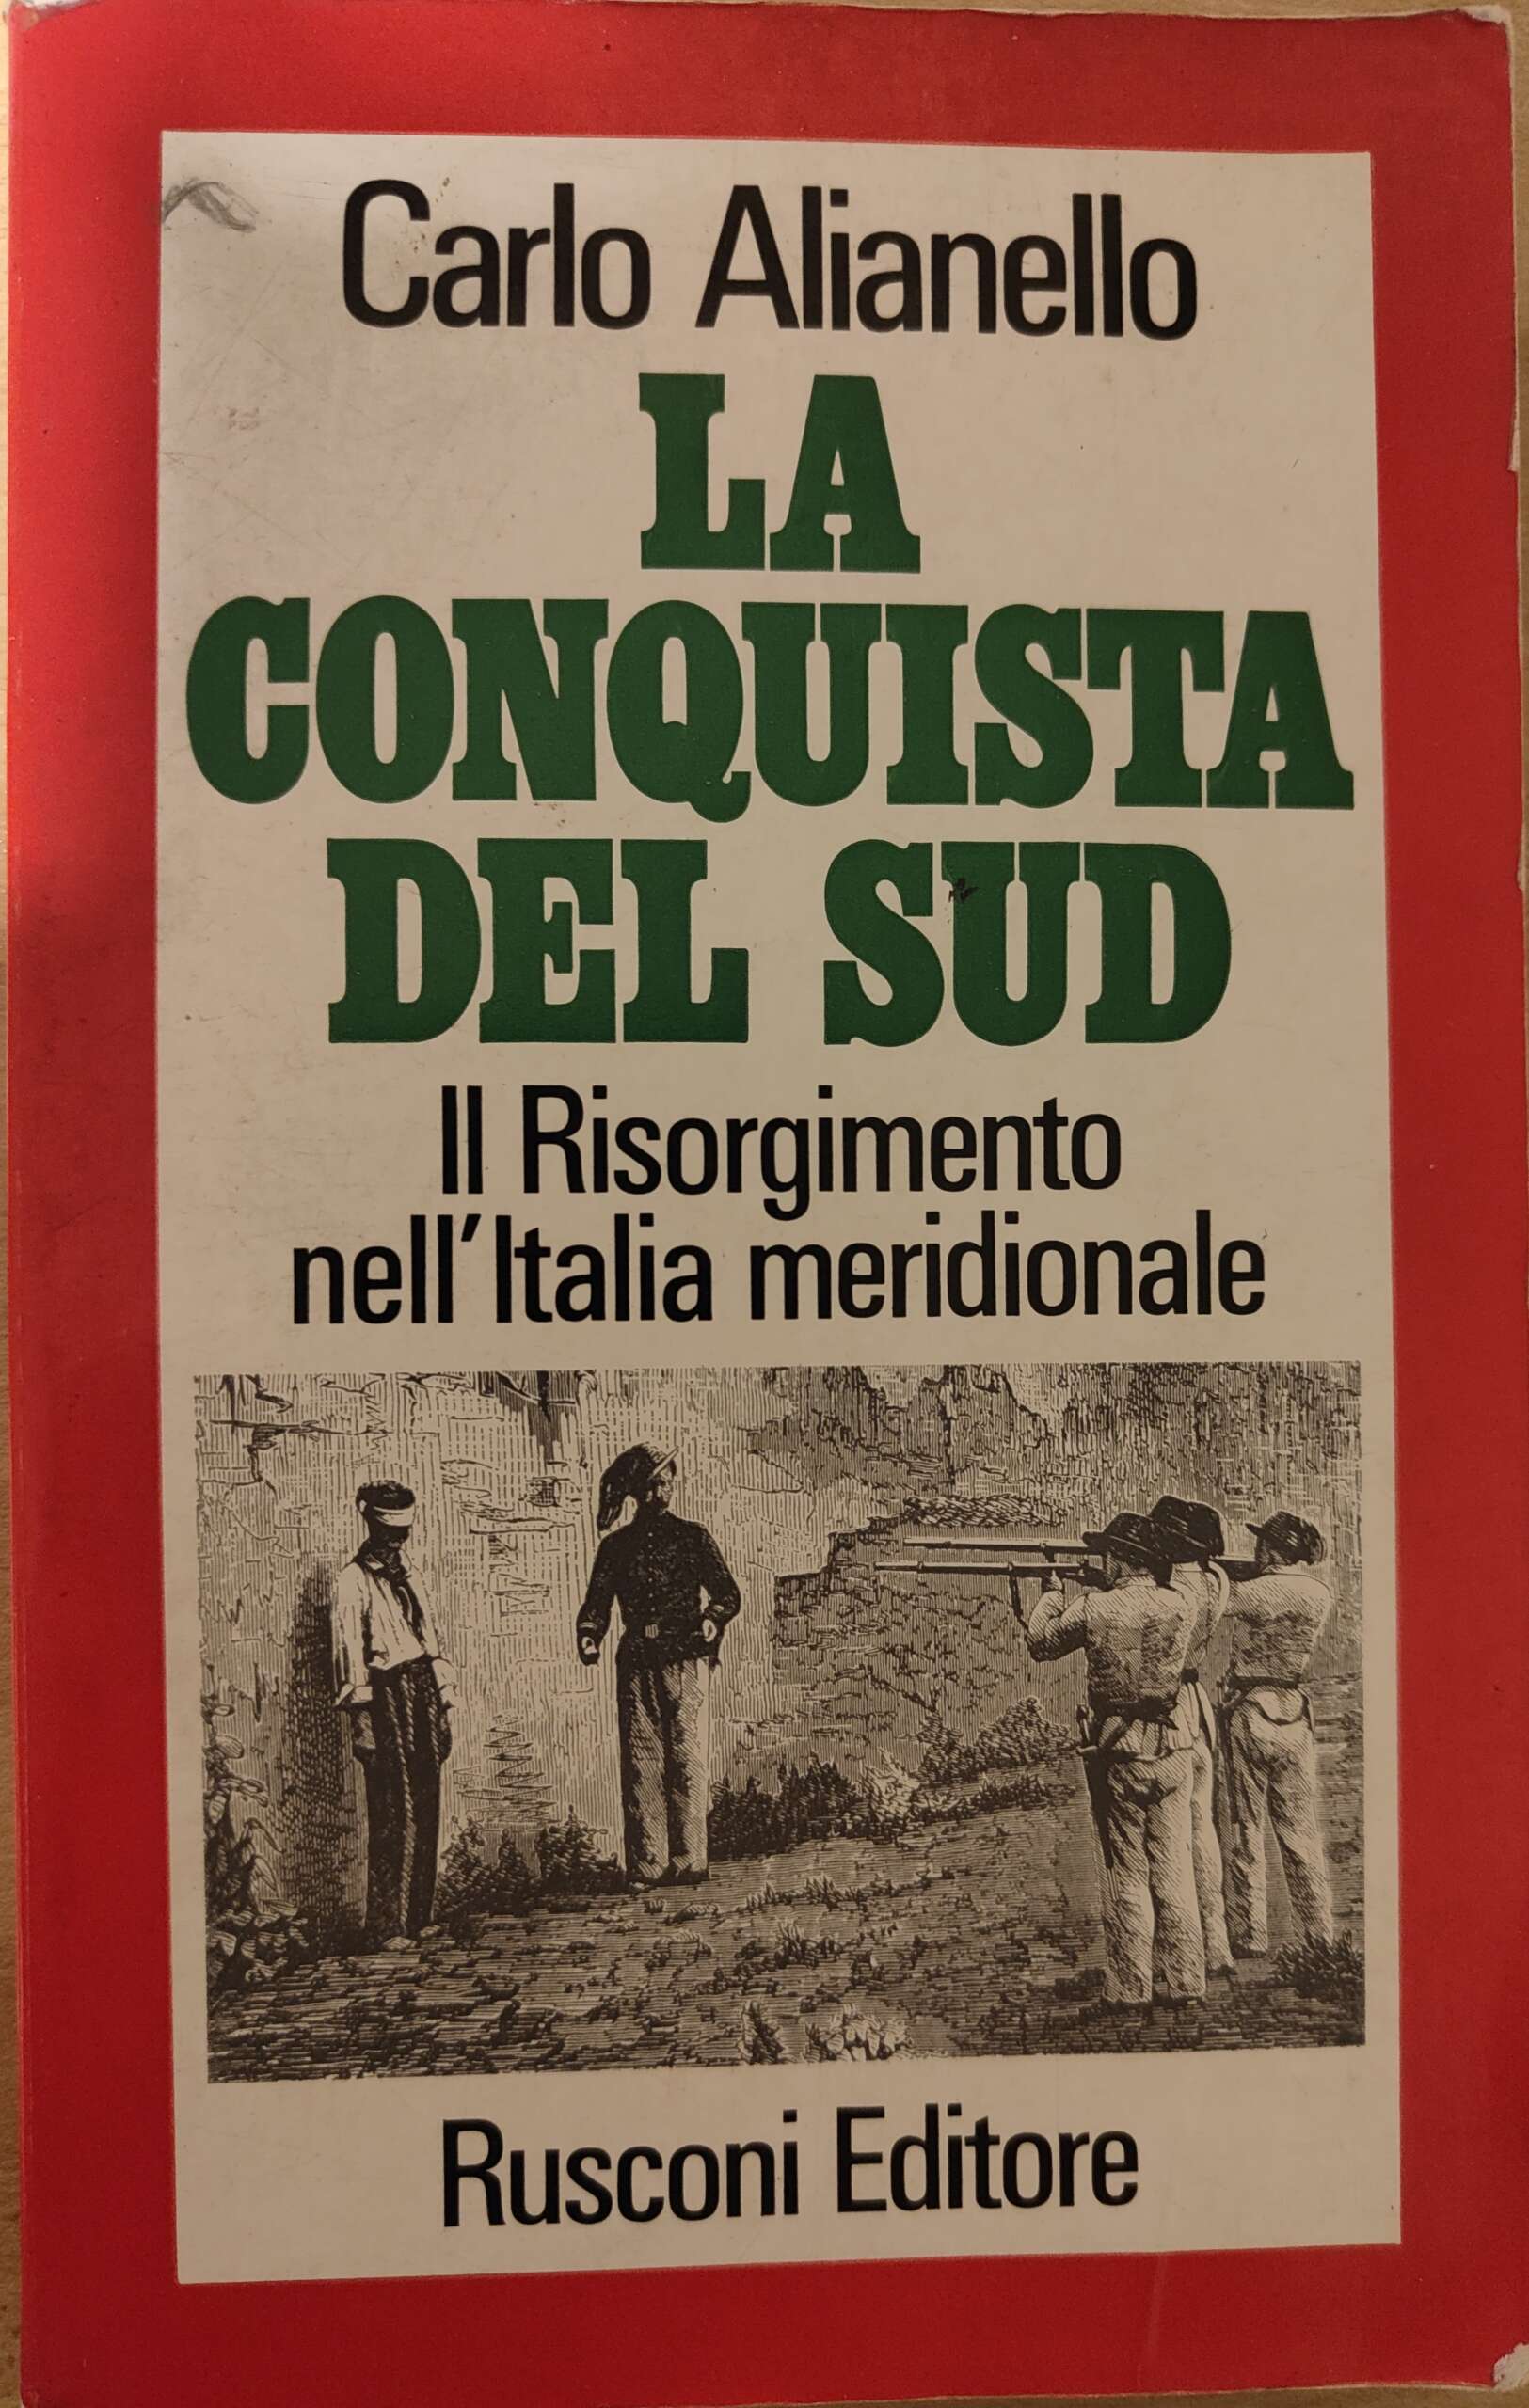 Carlo Alianello
LA
CONQUISTA
DEL SUD
Il Risorgimento
nell'Italia meridionale
Rusconi Editore